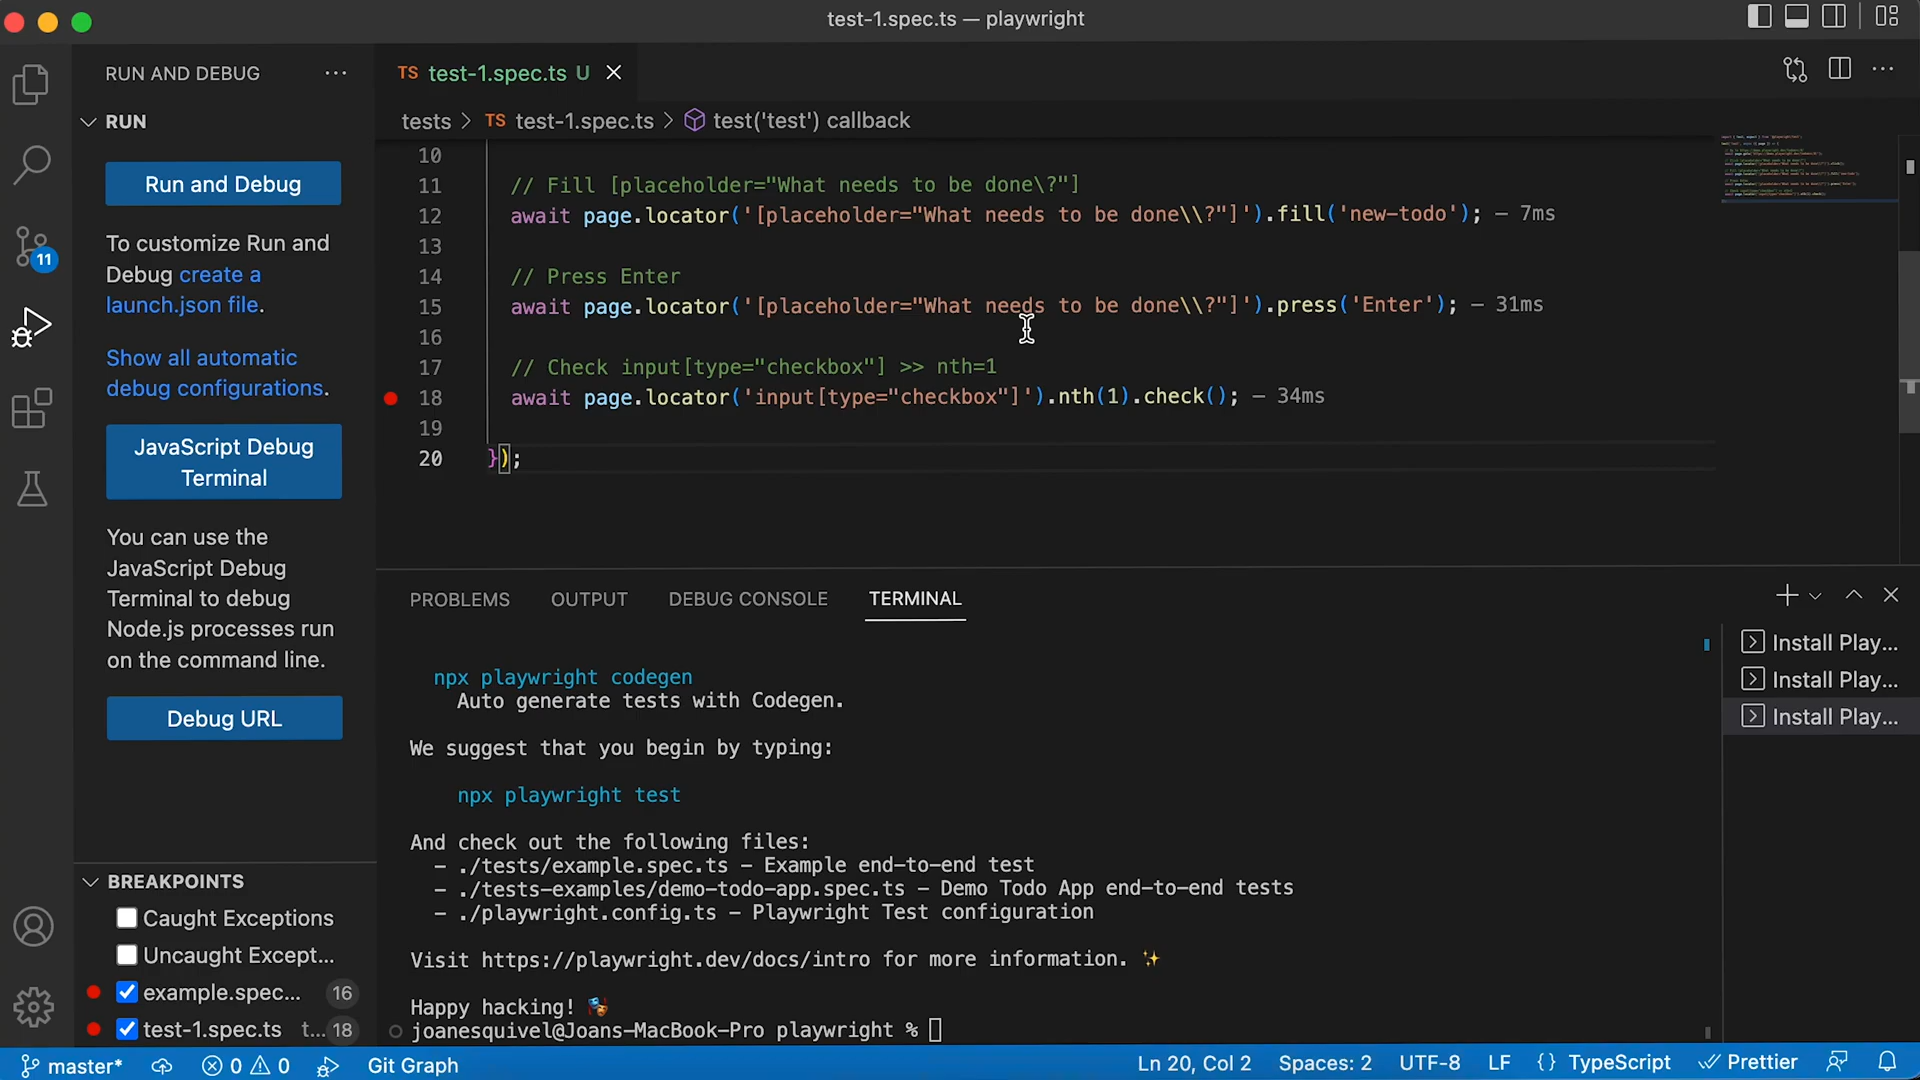 test-1.spec.ts — playwright
RUN AND DEBUG ···
RUN
Run and Debug
To customize Run and
Debug create a
launch.json file.
Show all automatic
debug configurations.
JavaScript Debug
Terminal
You can use the
JavaScript Debug
Terminal to debug
Node.js processes run
on the command line.
Debug URL
BREAKPOINTS
Caught Exceptions
Uncaught Except...
example.spec... 16
test-1.spec.ts t... 18
11
TS test-1.spec.ts U
tests > TS test-1.spec.ts > test('test') callback
10
11 // Fill [placeholder="What needs to be done\?"]
12 await page.locator('[placeholder="What needs to be done\\?"]').fill('new-todo'); — 7ms
13
14 // Press Enter
15 await page.locator('[placeholder="What needs to be done\\?"]').press('Enter'); — 31ms
16
17 // Check input[type="checkbox"] >> nth=1
18 await page.locator('input[type="checkbox"]').nth(1).check(); — 34ms
19
20 });
PROBLEMS OUTPUT DEBUG CONSOLE TERMINAL
npx playwright codegen
Auto generate tests with Codegen.
We suggest that you begin by typing:
npx playwright test
And check out the following files:
- ./tests/example.spec.ts - Example end-to-end test
- ./tests-examples/demo-todo-app.spec.ts - Demo Todo App end-to-end tests
- ./playwright.config.ts - Playwright Test configuration
Visit https://playwright.dev/docs/intro for more information. ✨
Happy hacking! 🎭
joanesquivel@Joans-MacBook-Pro playwright %
Install Play...
Install Play...
Install Play...
master* 0 0 Git Graph Ln 20, Col 2 Spaces: 2 UTF-8 LF {} TypeScript Prettier